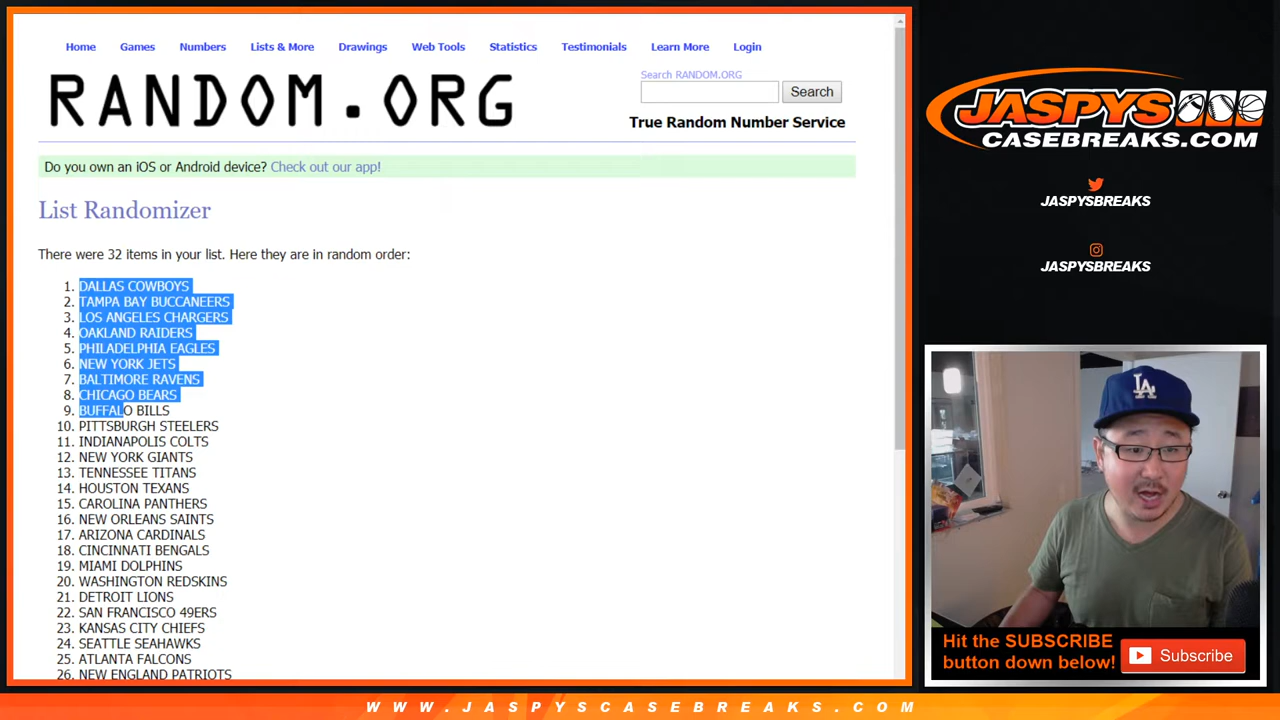 Home Games Numbers Lists & More Drawings Web Tools Statistics Testimonials Learn More Login
RANDOM.ORG
Search RANDOM.ORG
Search
True Random Number Service
Do you own an iOS or Android device? Check out our app!
List Randomizer
There were 32 items in your list. Here they are in random order:
1. DALLAS COWBOYS
2. TAMPA BAY BUCCANEERS
3. LOS ANGELES CHARGERS
4. OAKLAND RAIDERS
5. PHILADELPHIA EAGLES
6. NEW YORK JETS
7. BALTIMORE RAVENS
8. CHICAGO BEARS
9. BUFFALO BILLS
10. PITTSBURGH STEELERS
11. INDIANAPOLIS COLTS
12. NEW YORK GIANTS
13. TENNESSEE TITANS
14. HOUSTON TEXANS
15. CAROLINA PANTHERS
16. NEW ORLEANS SAINTS
17. ARIZONA CARDINALS
18. CINCINNATI BENGALS
19. MIAMI DOLPHINS
20. WASHINGTON REDSKINS
21. DETROIT LIONS
22. SAN FRANCISCO 49ERS
23. KANSAS CITY CHIEFS
24. SEATTLE SEAHAWKS
25. ATLANTA FALCONS
26. NEW ENGLAND PATRIOTS
JASPYS
CASEBREAKS.COM
JASPYSBREAKS
JASPYSBREAKS
LA
Hit the SUBSCRIBE
button down below!
Subscribe
WWW.JASPYSCASEBREAKS.COM